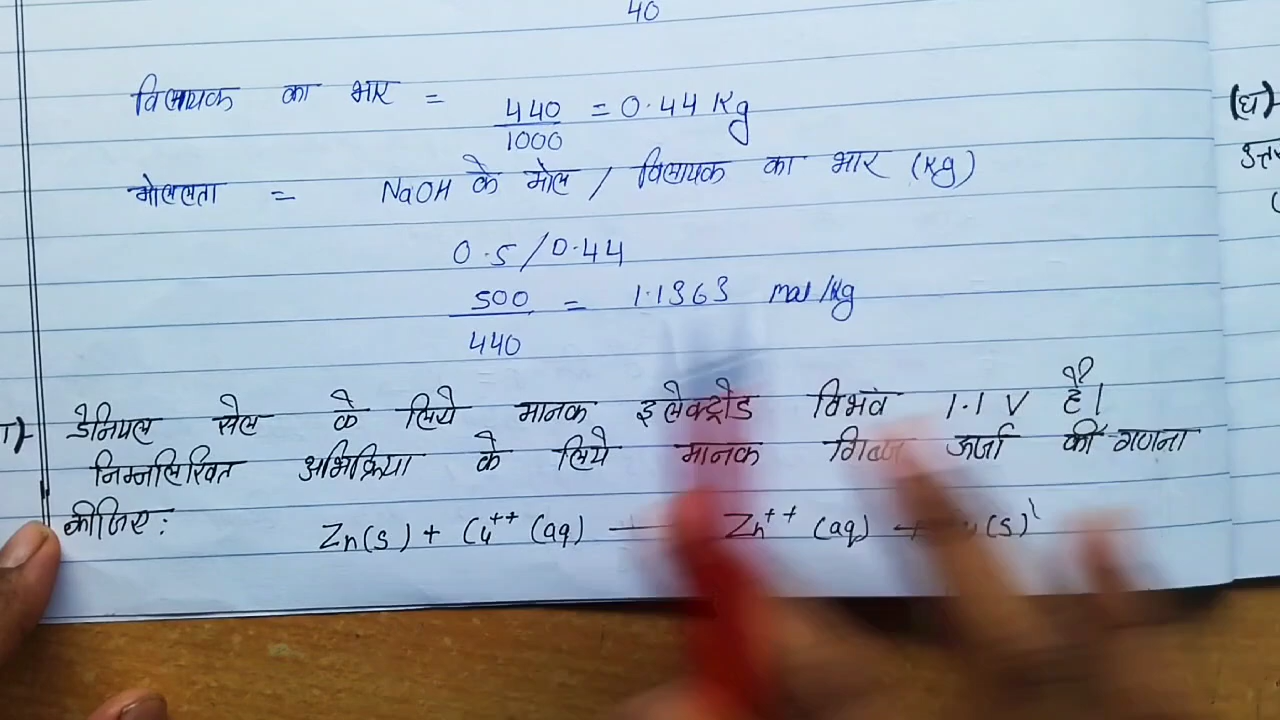 40
विलायक का भार = 440/1000 = 0.44 Kg
मोललता = NaOH के मोल / विलायक का भार (Kg)
0.5/0.44
500/440 = 1.1363 mol/Kg
डेनियल सेल के लिये मानक इलेक्ट्रोड विभव 1.1 V है।
निम्नलिखित अभिक्रिया के लिये मानक गिब्ज ऊर्जा की गणना
कीजिए: Zn(s) + Cu++ (aq) — Zn++ (aq) + (s)
(घ)